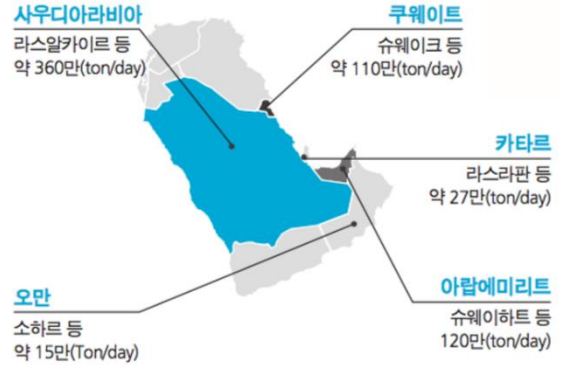 사우디아라비아
라스알카이르 등
약 360만(ton/day)
쿠웨이트
슈웨이크 등
약 110만(ton/day)
카타르
라스라판 등
약 27만(ton/day)
아랍에미리트
슈웨이하트 등
120만(ton/day)
오만
소하르 등
약 15만(Ton/day)